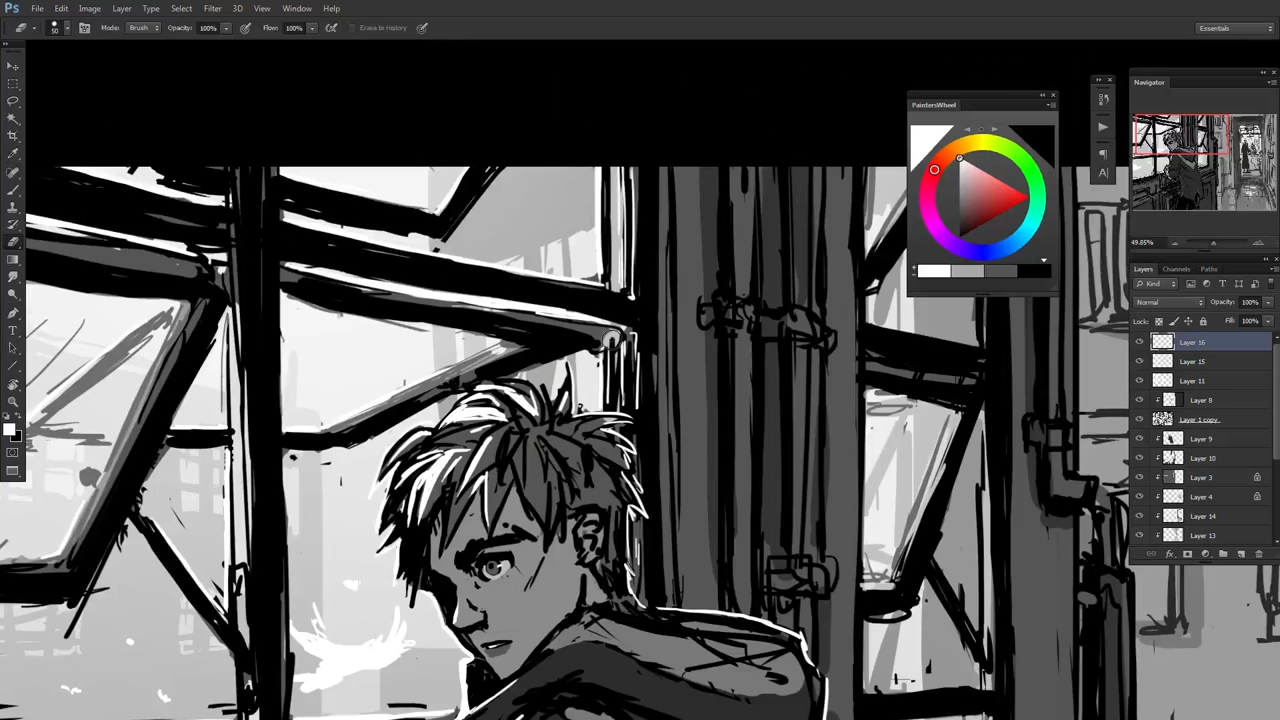 Ps File Edit Image Layer Type Select Filter 3D View Window Help
50 Mode: Brush Opacity: 100% Flow: 100% Erase to History Essentials
Navigator
PaintersWheel
49.85%
Layers Channels Paths
Kind
Normal Opacity: 100%
Lock: Fill: 100%
Layer 16
Layer 15
Layer 11
Layer 8
Layer 1 copy
Layer 9
Layer 10
Layer 3
Layer 4
Layer 14
Layer 13